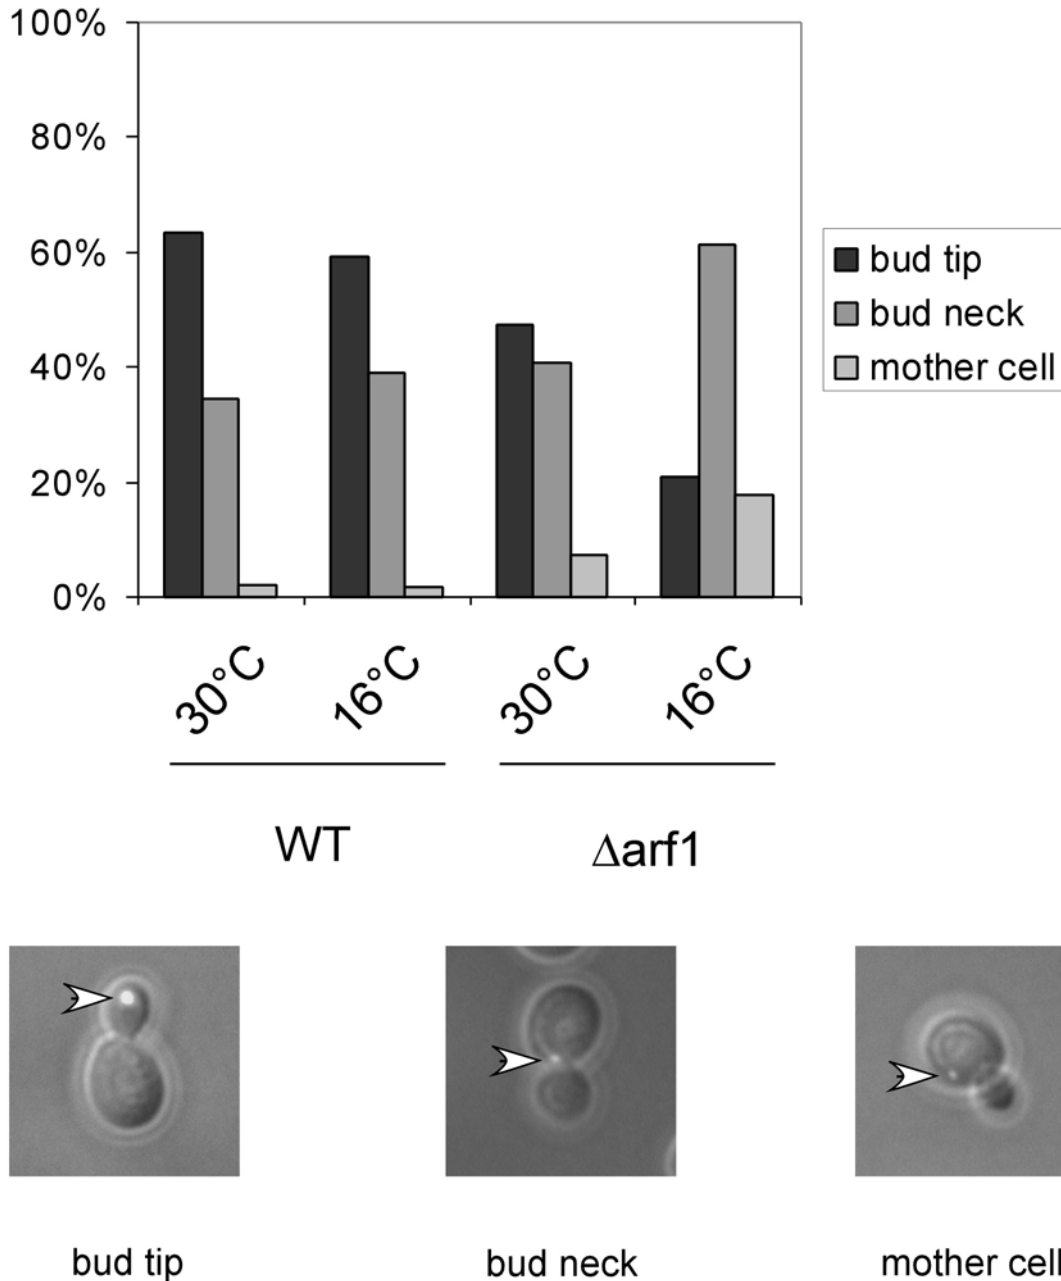 100%
80%
60%
40%
20%
0%
bud tip
bud neck
mother cell
30°C
16°C
30°C
16°C
WT
Δarf1
bud tip
bud neck
mother cell